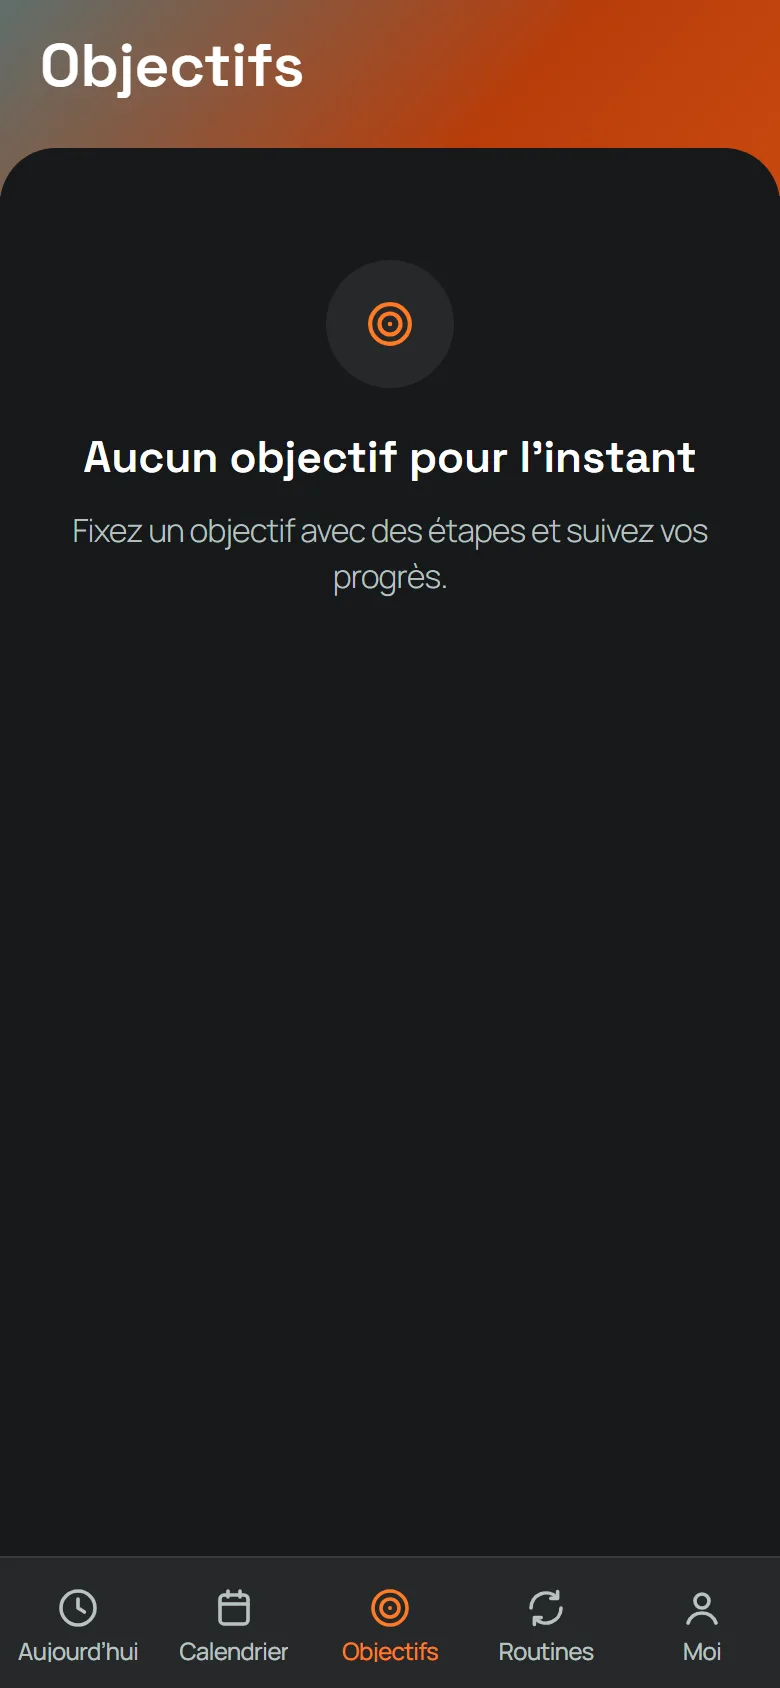 Objectifs
Aucun objectif pour l’instant
Fixez un objectif avec des étapes et suivez vos
progrès.
Aujourd’hui
Calendrier
Objectifs
Routines
Moi